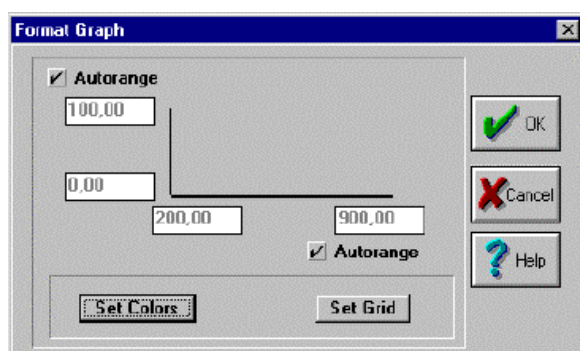 Format Graph
Autorange
100,00
0,00
200,00 900,00
Autorange
Set Colors Set Grid
OK
Cancel
Help